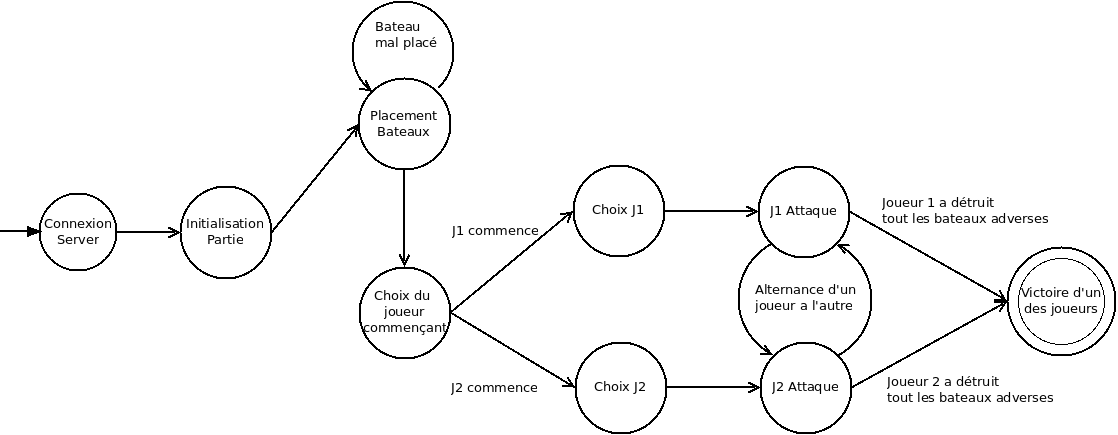 Bateau
mal placé
Placement
Bateaux
Connexion
Server
Initialisation
Partie
Choix du
joueur
commençant
J1 commence
J2 commence
Choix J1
Choix J2
J1 Attaque
Alternance d'un
joueur a l'autre
J2 Attaque
Joueur 1 a détruit
tout les bateaux adverses
Joueur 2 a détruit
tout les bateaux adverses
Victoire d'un
des joueurs